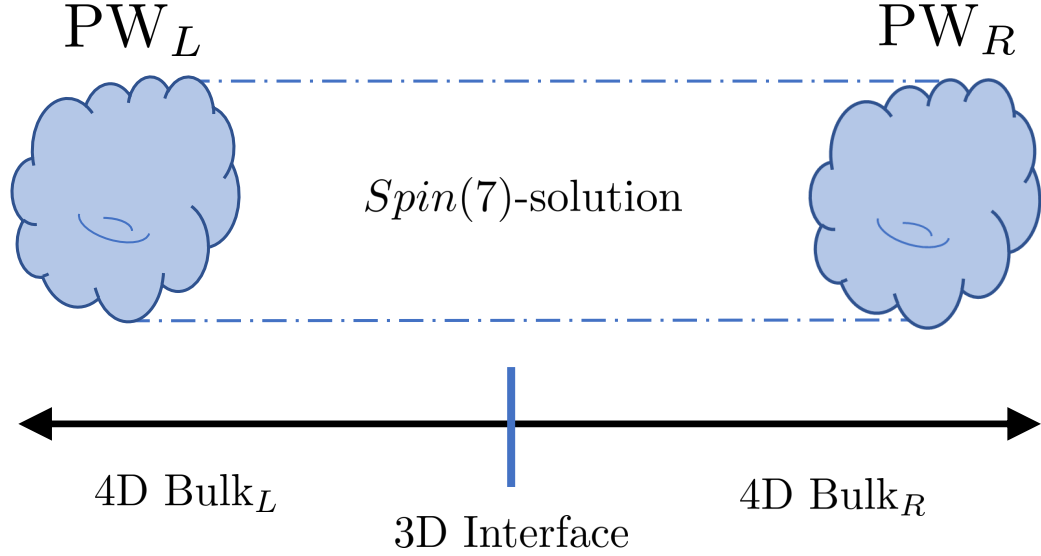 PW_L
PW_R
Spin(7)-solution
4D Bulk_L
4D Bulk_R
3D Interface